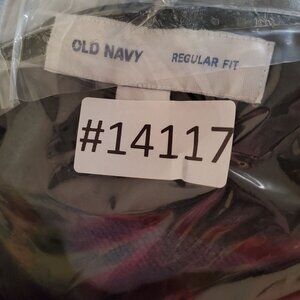 OLD NAVY REGULAR FIT
#14117